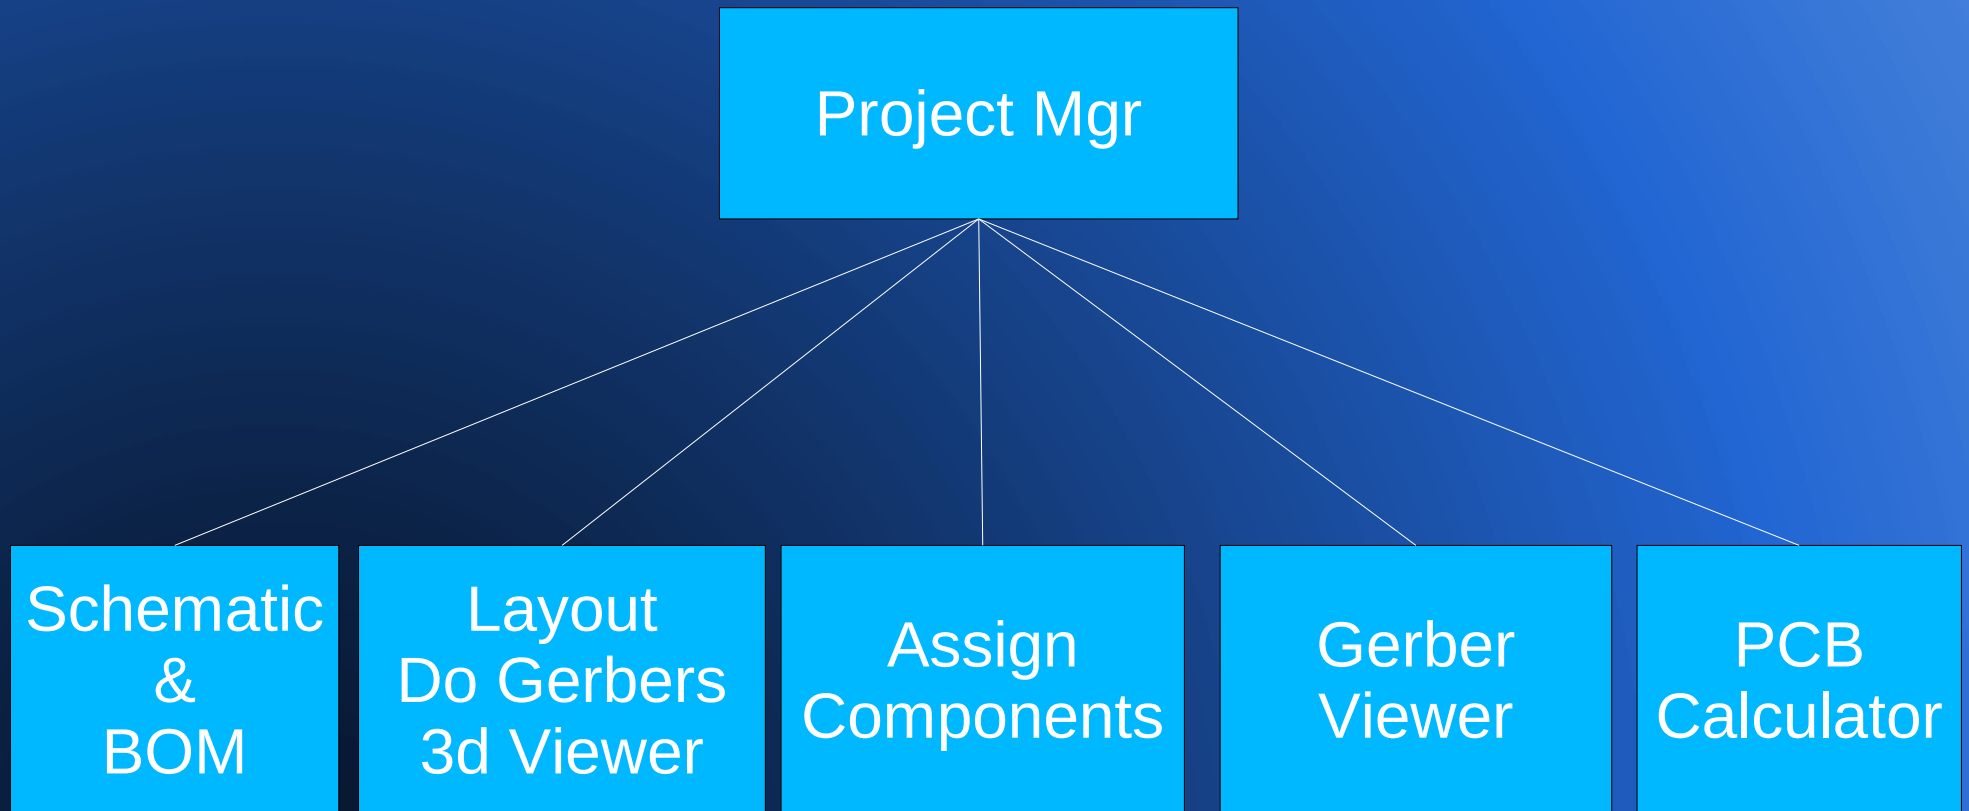 Project Mgr
Schematic
&
BOM
Layout
Do Gerbers
3d Viewer
Assign
Components
Gerber
Viewer
PCB
Calculator